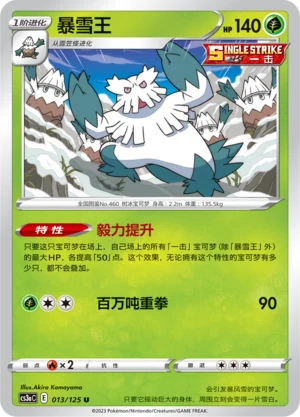 1阶进化
暴雪王
HP 140
从雪笠怪进化
SINGLE STRIKE
一击
全国图鉴No.460 树冰宝可梦 身高：2.2m 体重：135.5kg
特性 毅力提升
只要这只宝可梦在场上，自己场上的所有「一击」宝可梦（除「暴雪王」外）
的最大HP，各提高「50」点。这个效果，无论拥有这个特性的宝可梦有多
少只，都不会叠加。
百万吨重拳 90
×2
Illus.Akira Komayama
CS3aC E 013/125 U
会引发暴风雪的宝可梦。
只要它摇动巨大的身体，周围立刻会变得一片雪白。
©2023 Pokémon/Nintendo/Creatures/GAME FREAK.